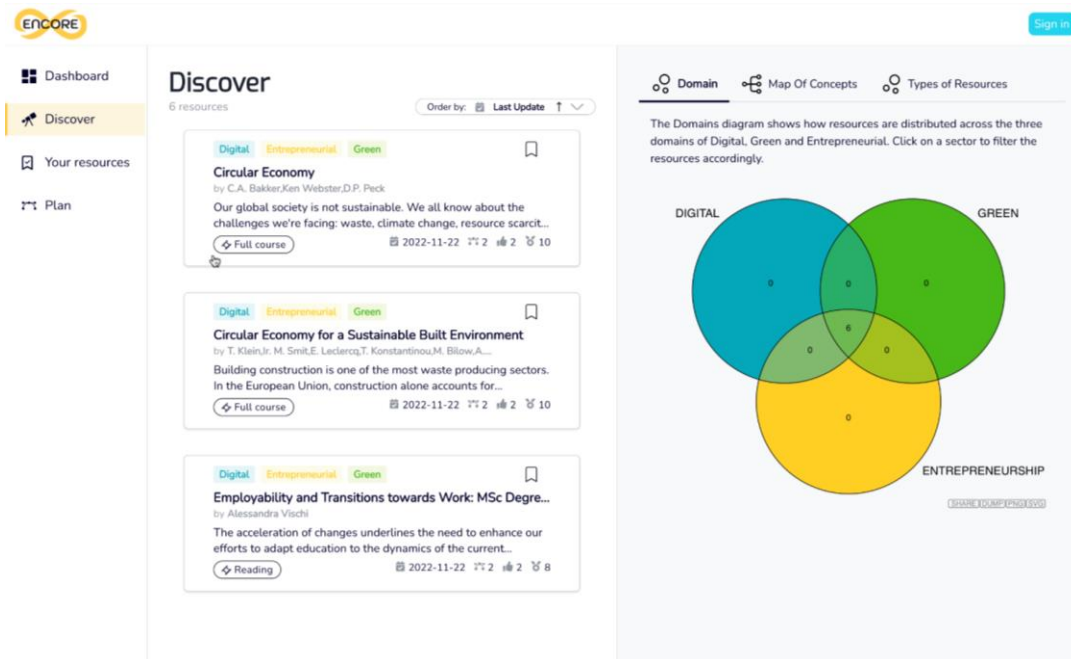 ENCORE
Sign in
Dashboard
Discover
Your resources
Plan
Discover
6 resources
Order by: Last Update ↑
Digital Entrepreneurial Green
Circular Economy
by C.A. Bakker,Ken Webster,D.P. Peck
Our global society is not sustainable. We all know about the
challenges we're facing: waste, climate change, resource scarcit...
Full course 2022-11-22 2 2 10
Digital Entrepreneurial Green
Circular Economy for a Sustainable Built Environment
by T. Klein,Ir. M. Smit,E. Leclercq,T. Konstantinou,M. Bilow,A....
Building construction is one of the most waste producing sectors.
In the European Union, construction alone accounts for...
Full course 2022-11-22 2 2 10
Digital Entrepreneurial Green
Employability and Transitions towards Work: MSc Degre...
by Alessandra Vischi
The acceleration of changes underlines the need to enhance our
efforts to adapt education to the dynamics of the current...
Reading 2022-11-22 2 2 8
Domain Map Of Concepts Types of Resources
The Domains diagram shows how resources are distributed across the three
domains of Digital, Green and Entrepreneurial. Click on a sector to filter the
resources accordingly.
DIGITAL GREEN
0 0 0
6
0 0
0
ENTREPRENEURSHIP
SHARE DUMP PNG SVG